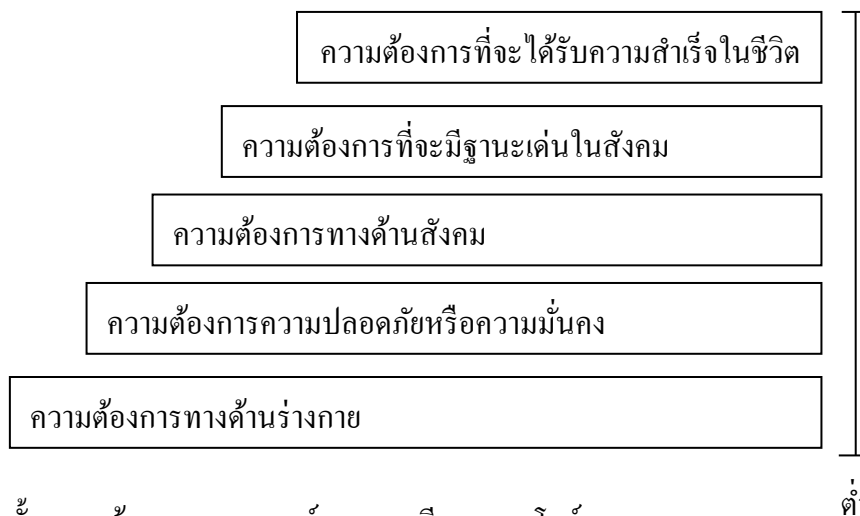 ความต้องการที่จะได้รับความสำเร็จในชีวิต
ความต้องการที่จะมีฐานะเด่นในสังคม
ความต้องการทางด้านสังคม
ความต้องการความปลอดภัยหรือความมั่นคง
ความต้องการทางด้านร่างกาย